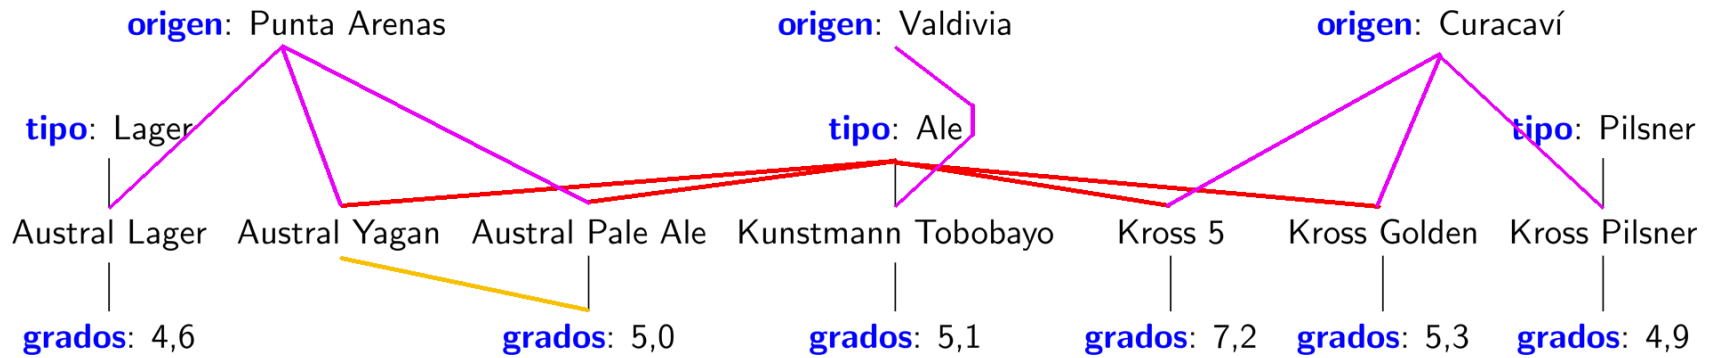 origen: Punta Arenas origen: Valdivia origen: Curacaví
tipo: Lager tipo: Ale tipo: Pilsner
Austral Lager Austral Yagan Austral Pale Ale Kunstmann Tobobayo Kross 5 Kross Golden Kross Pilsner
grados: 4,6 grados: 5,0 grados: 5,1 grados: 7,2 grados: 5,3 grados: 4,9